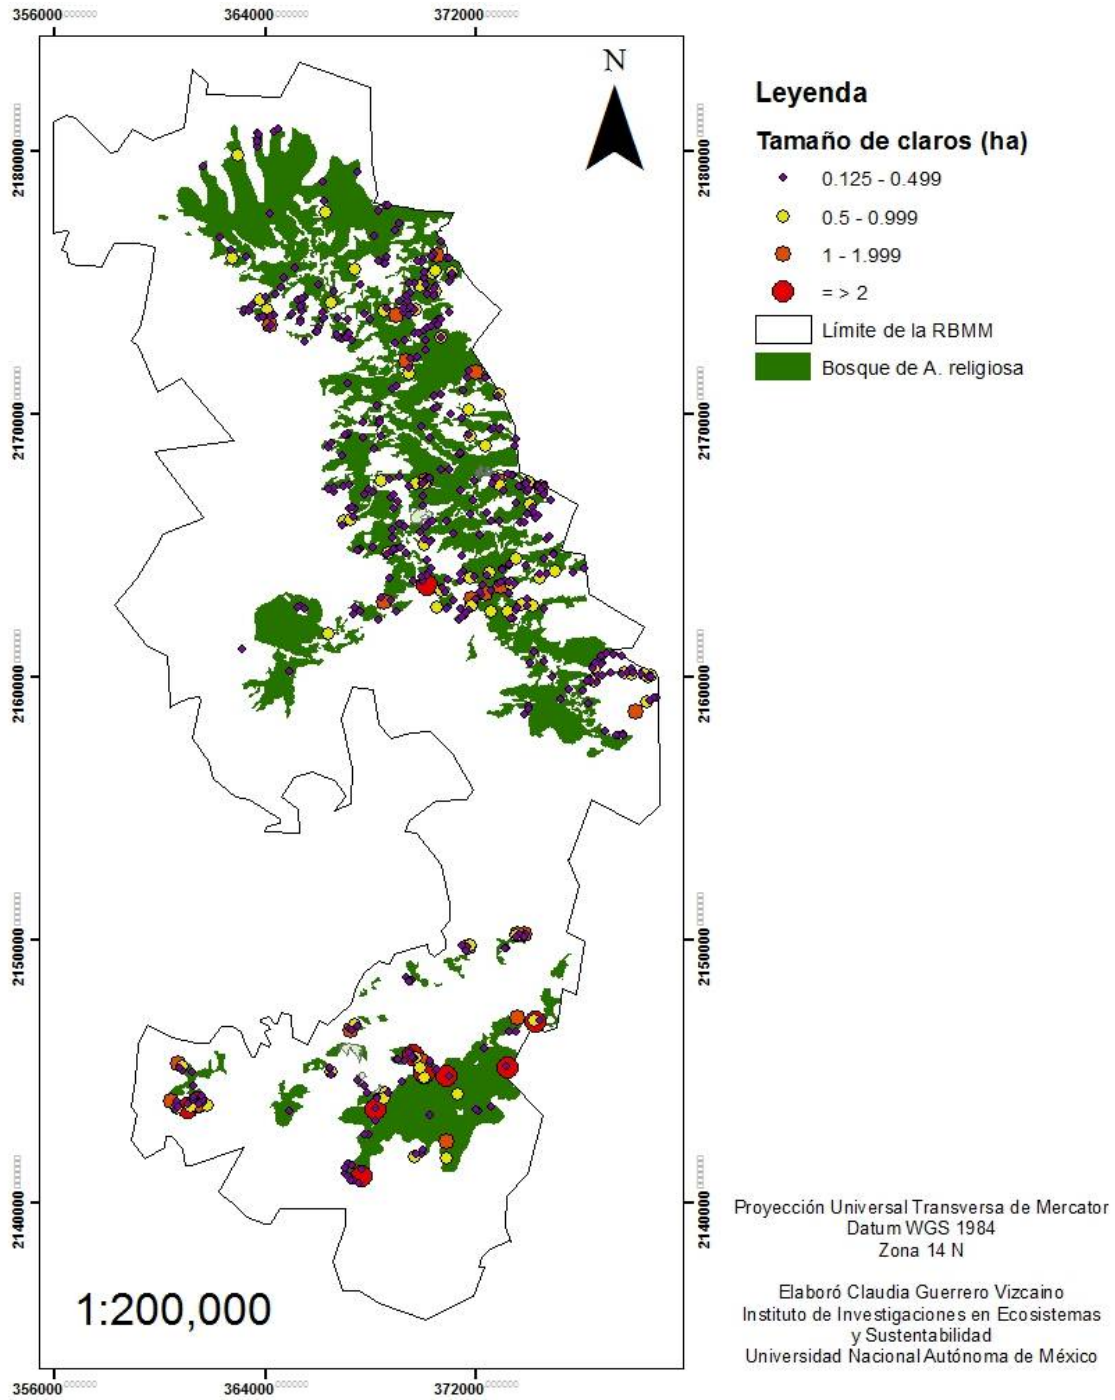 356000 364000 372000
N
Leyenda
Tamaño de claros (ha)
0.125 - 0.499
0.5 - 0.999
1 - 1.999
= > 2
Límite de la RBMM
Bosque de A. religiosa
2180000 2180000
2170000 2170000
2160000 2160000
2150000 2150000
2140000 2140000
Proyección Universal Transversa de Mercator
Datum WGS 1984
Zona 14 N
Elaboró Claudia Guerrero Vizcaino
Instituto de Investigaciones en Ecosistemas
y Sustentabilidad
Universidad Nacional Autónoma de México
1:200,000
356000 364000 372000